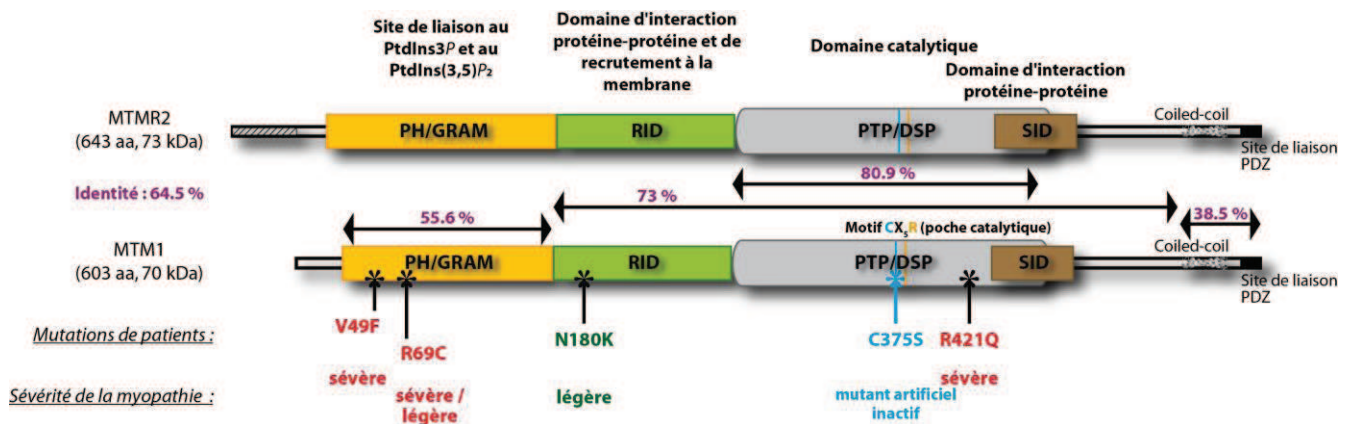 Site de liaison au
PtdIns3P et au
PtdIns(3,5)P₂
Domaine d'interaction
protéine-protéine et de
recrutement à la
membrane
Domaine catalytique
Domaine d'interaction
protéine-protéine
MTMR2
(643 aa, 73 kDa)
PH/GRAM
RID
PTP/DSP
SID
Coiled-coil
Site de liaison
PDZ
Identité : 64.5 %
80.9 %
73 %
55.6 %
38.5 %
Motif CX₅R (poche catalytique)
MTM1
(603 aa, 70 kDa)
PH/GRAM
RID
PTP/DSP
SID
Coiled-coil
Site de liaison
PDZ
Mutations de patients :
V49F
R69C
N180K
C375S
R421Q
Sévérité de la myopathie :
sévère
sévère /
légère
légère
mutant artificiel
inactif
sévère